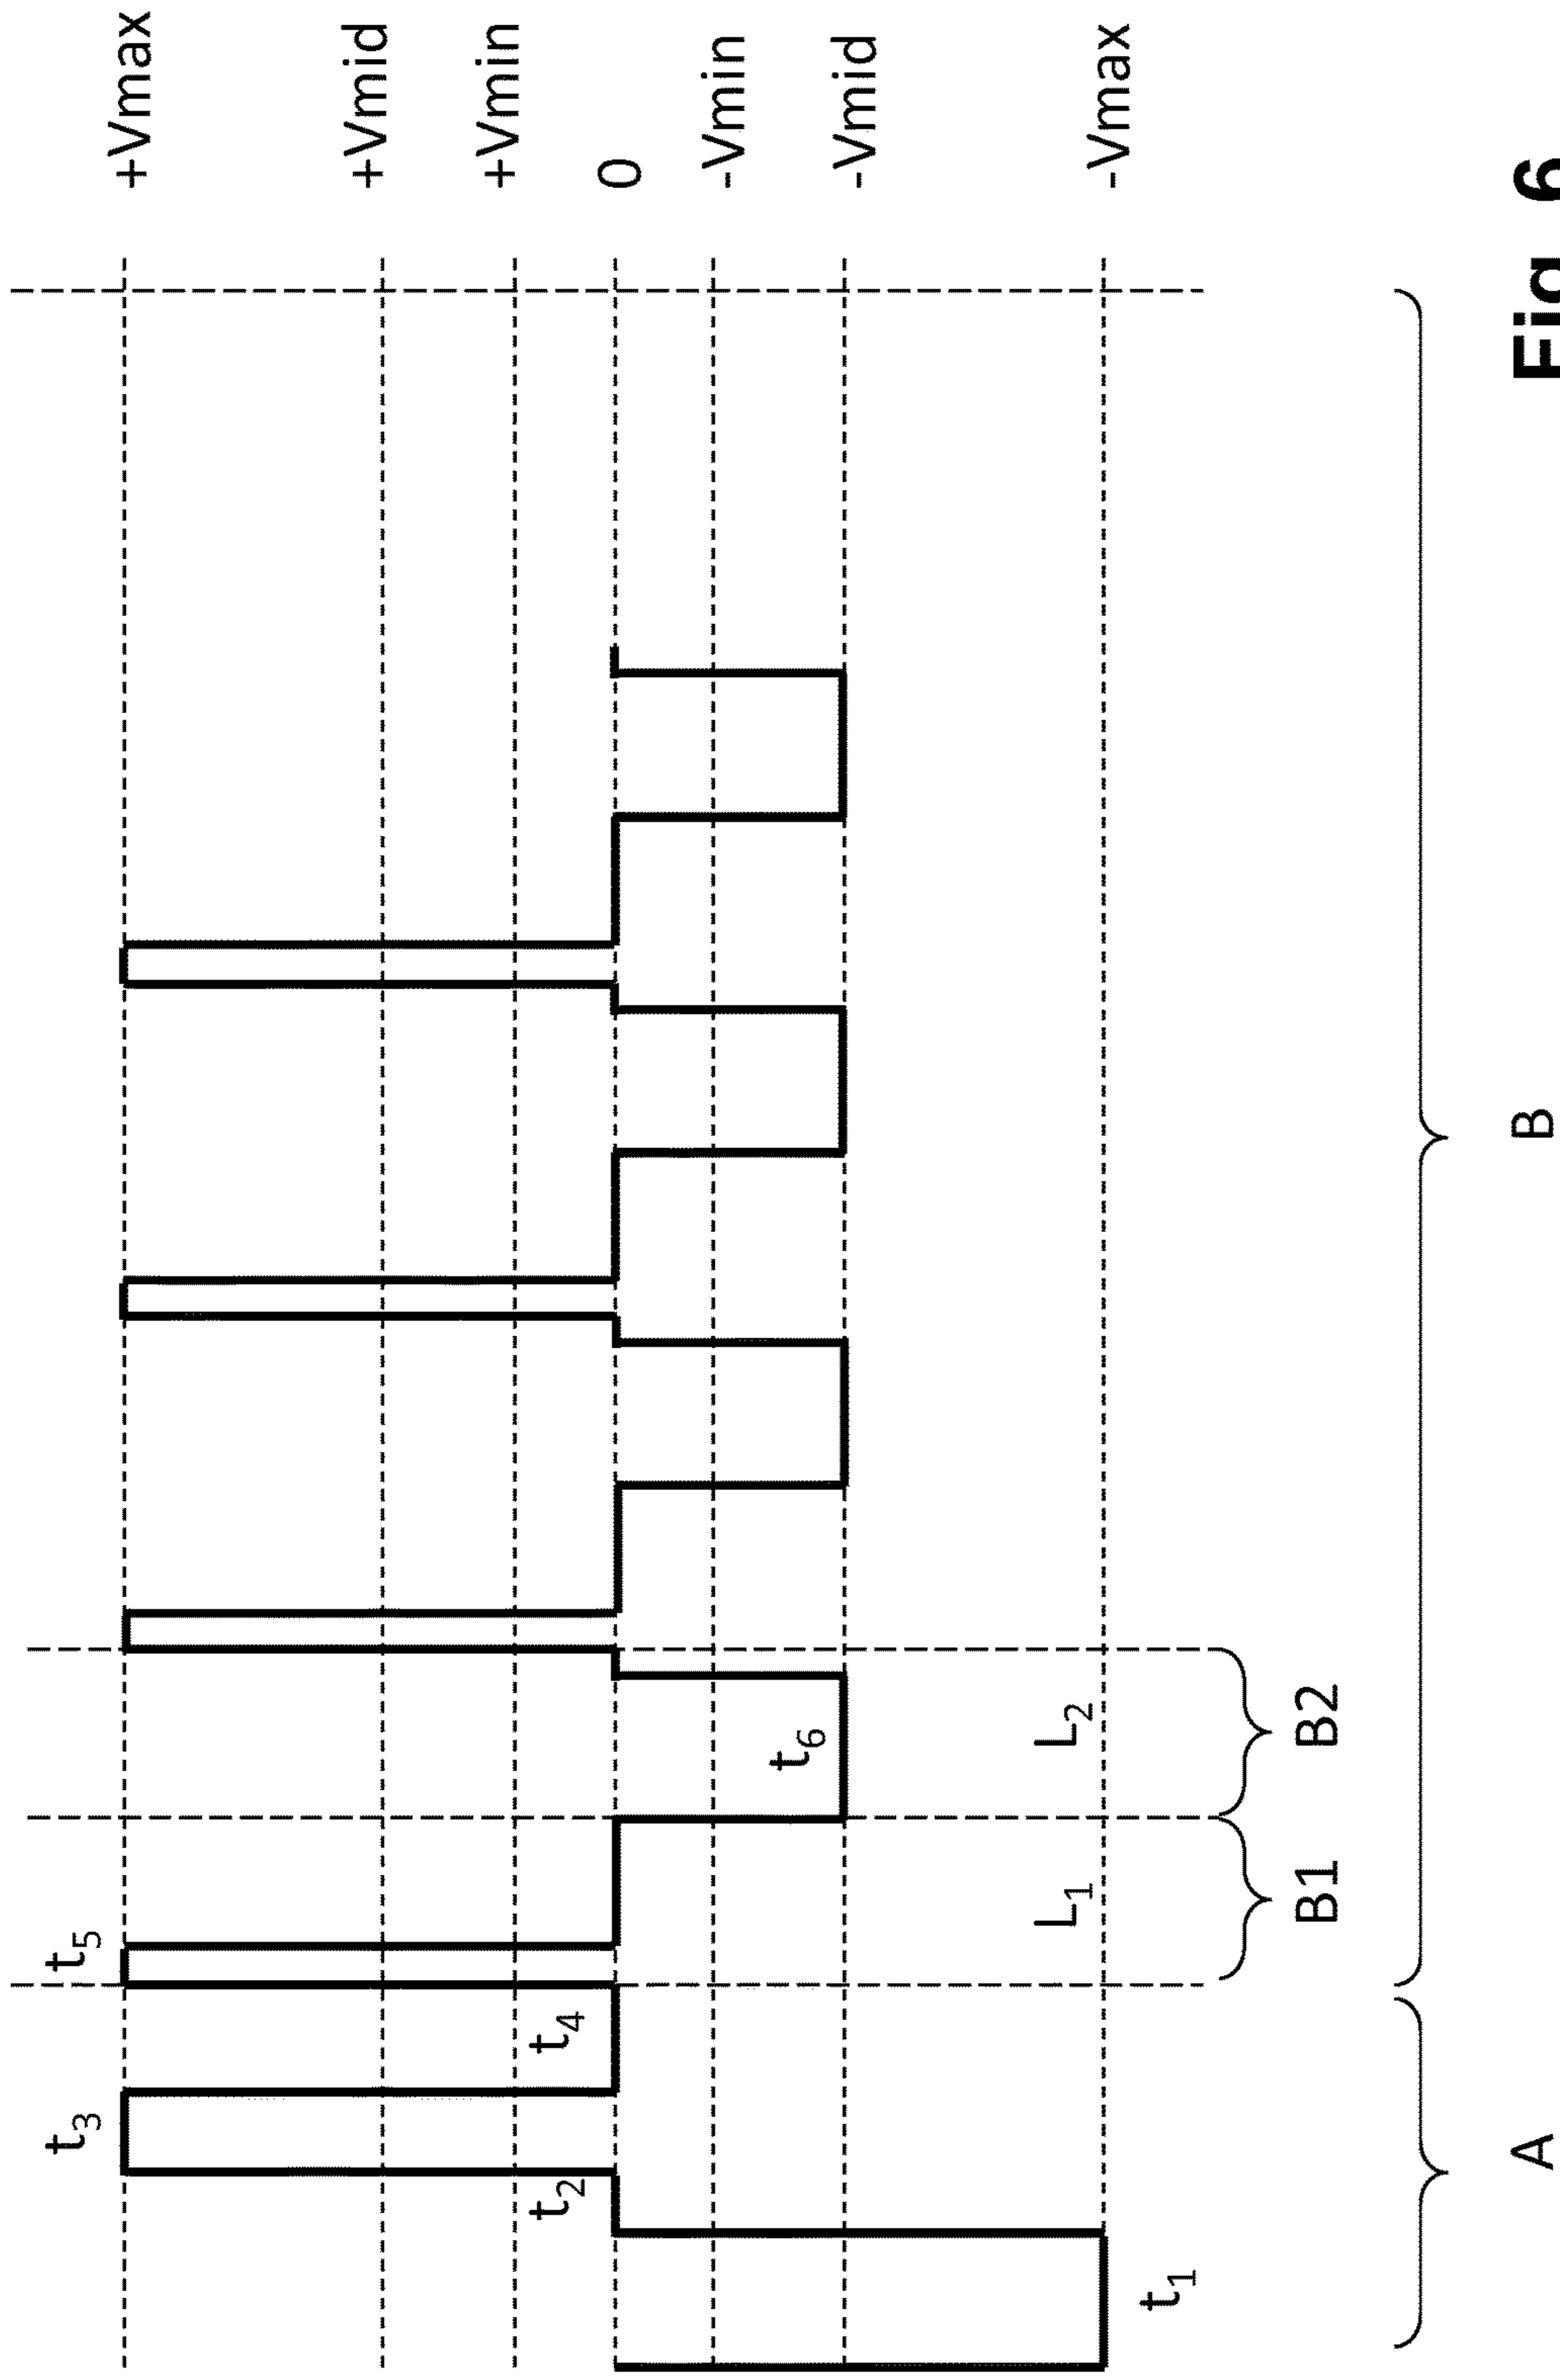 +Vmax
+Vmid
+Vmin
0
-Vmin
-Vmid
-Vmax
t3
t5
t2
t4
t6
t1
L1
L2
B1
B2
A
B
Fig. 6